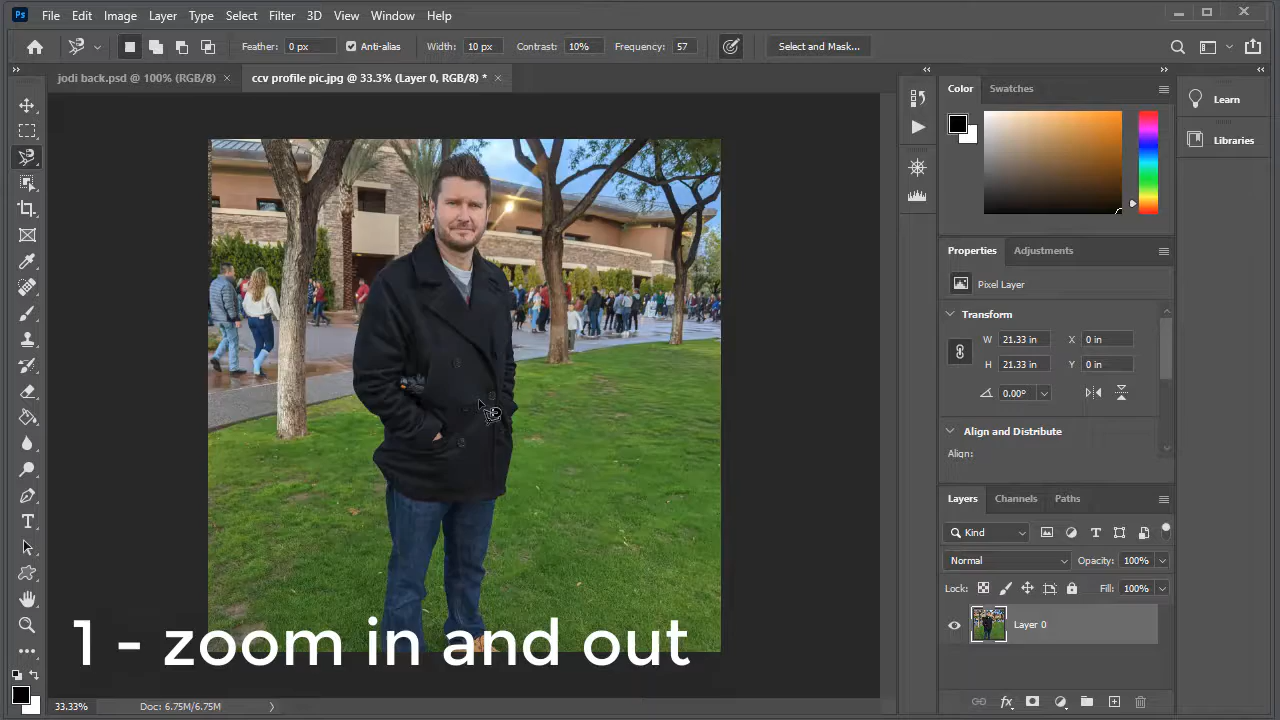 Ps File Edit Image Layer Type Select Filter 3D View Window Help
Feather: 0 px Anti-alias Width: 10 px Contrast: 10% Frequency: 57 Select and Mask...
jodi back.psd @ 100% (RGB/8) × ccv profile pic.jpg @ 33.3% (Layer 0, RGB/8) * ×
Color Swatches
Learn
Libraries
Properties Adjustments
Pixel Layer
Transform
W 21.33 in X 0 in
H 21.33 in Y 0 in
0.00°
Align and Distribute
Align:
Layers Channels Paths
Kind
Normal Opacity: 100%
Lock: Fill: 100%
Layer 0
fx
1 - zoom in and out
33.33% Doc: 6.75M/6.75M